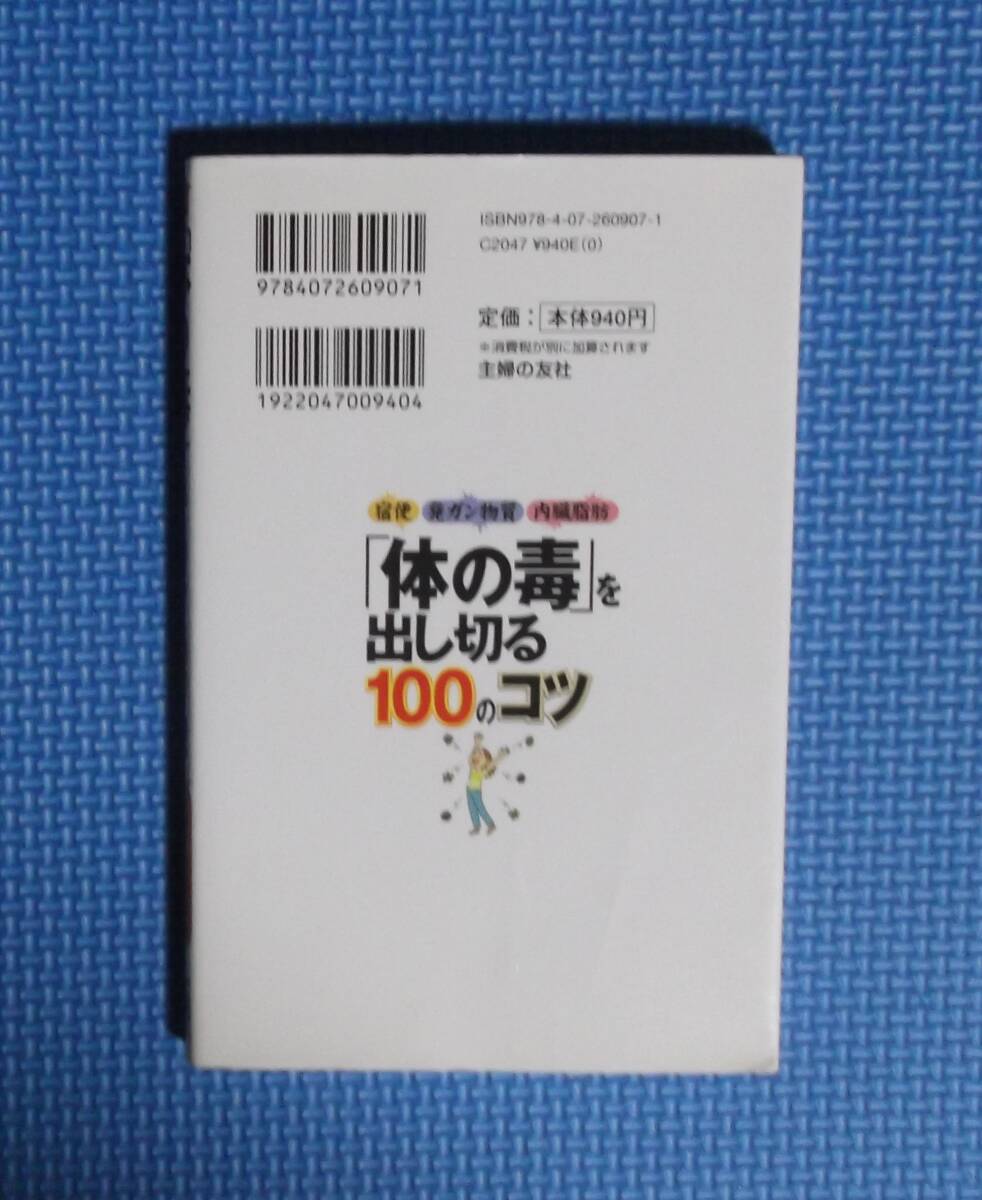 ISBN978-4-07-260907-1
C2047 ¥940E(0)
9784072609071
定価：本体940円
※消費税が別に加算されます
主婦の友社
1922047009404
宿便 発ガン物質 内臓脂肪
「体の毒」を
出し切る
100のコツ